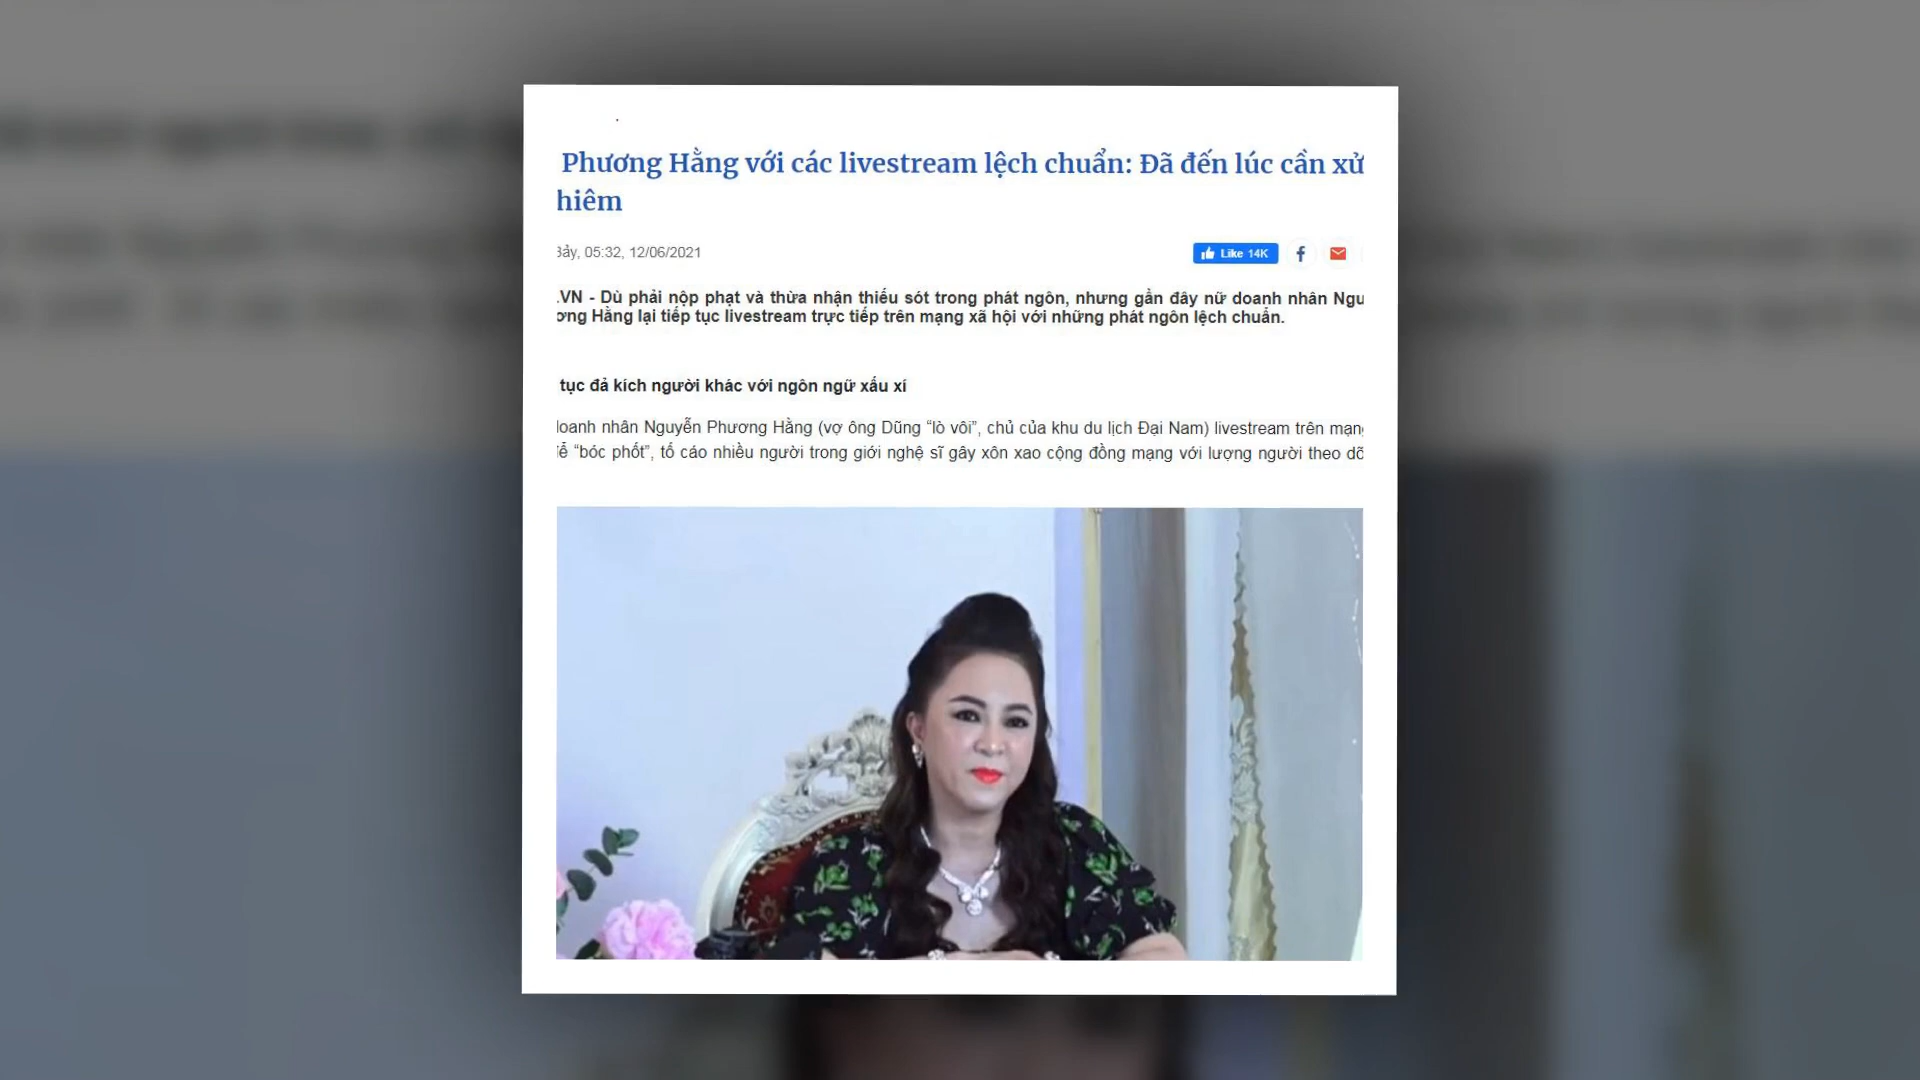 Phương Hằng với các livestream lệch chuẩn: Đã đến lúc cần xử
hiêm
Bảy, 05:32, 12/06/2021
Like 14K
.VN - Dù phải nộp phạt và thừa nhận thiếu sót trong phát ngôn, nhưng gần đây nữ doanh nhân Ngu
ơng Hằng lại tiếp tục livestream trực tiếp trên mạng xã hội với những phát ngôn lệch chuẩn.
tục đả kích người khác với ngôn ngữ xấu xí
doanh nhân Nguyễn Phương Hằng (vợ ông Dũng “lò vôi”, chủ của khu du lịch Đại Nam) livestream trên mạng
để “bóc phốt”, tố cáo nhiều người trong giới nghệ sĩ gây xôn xao cộng đồng mạng với lượng người theo dõ